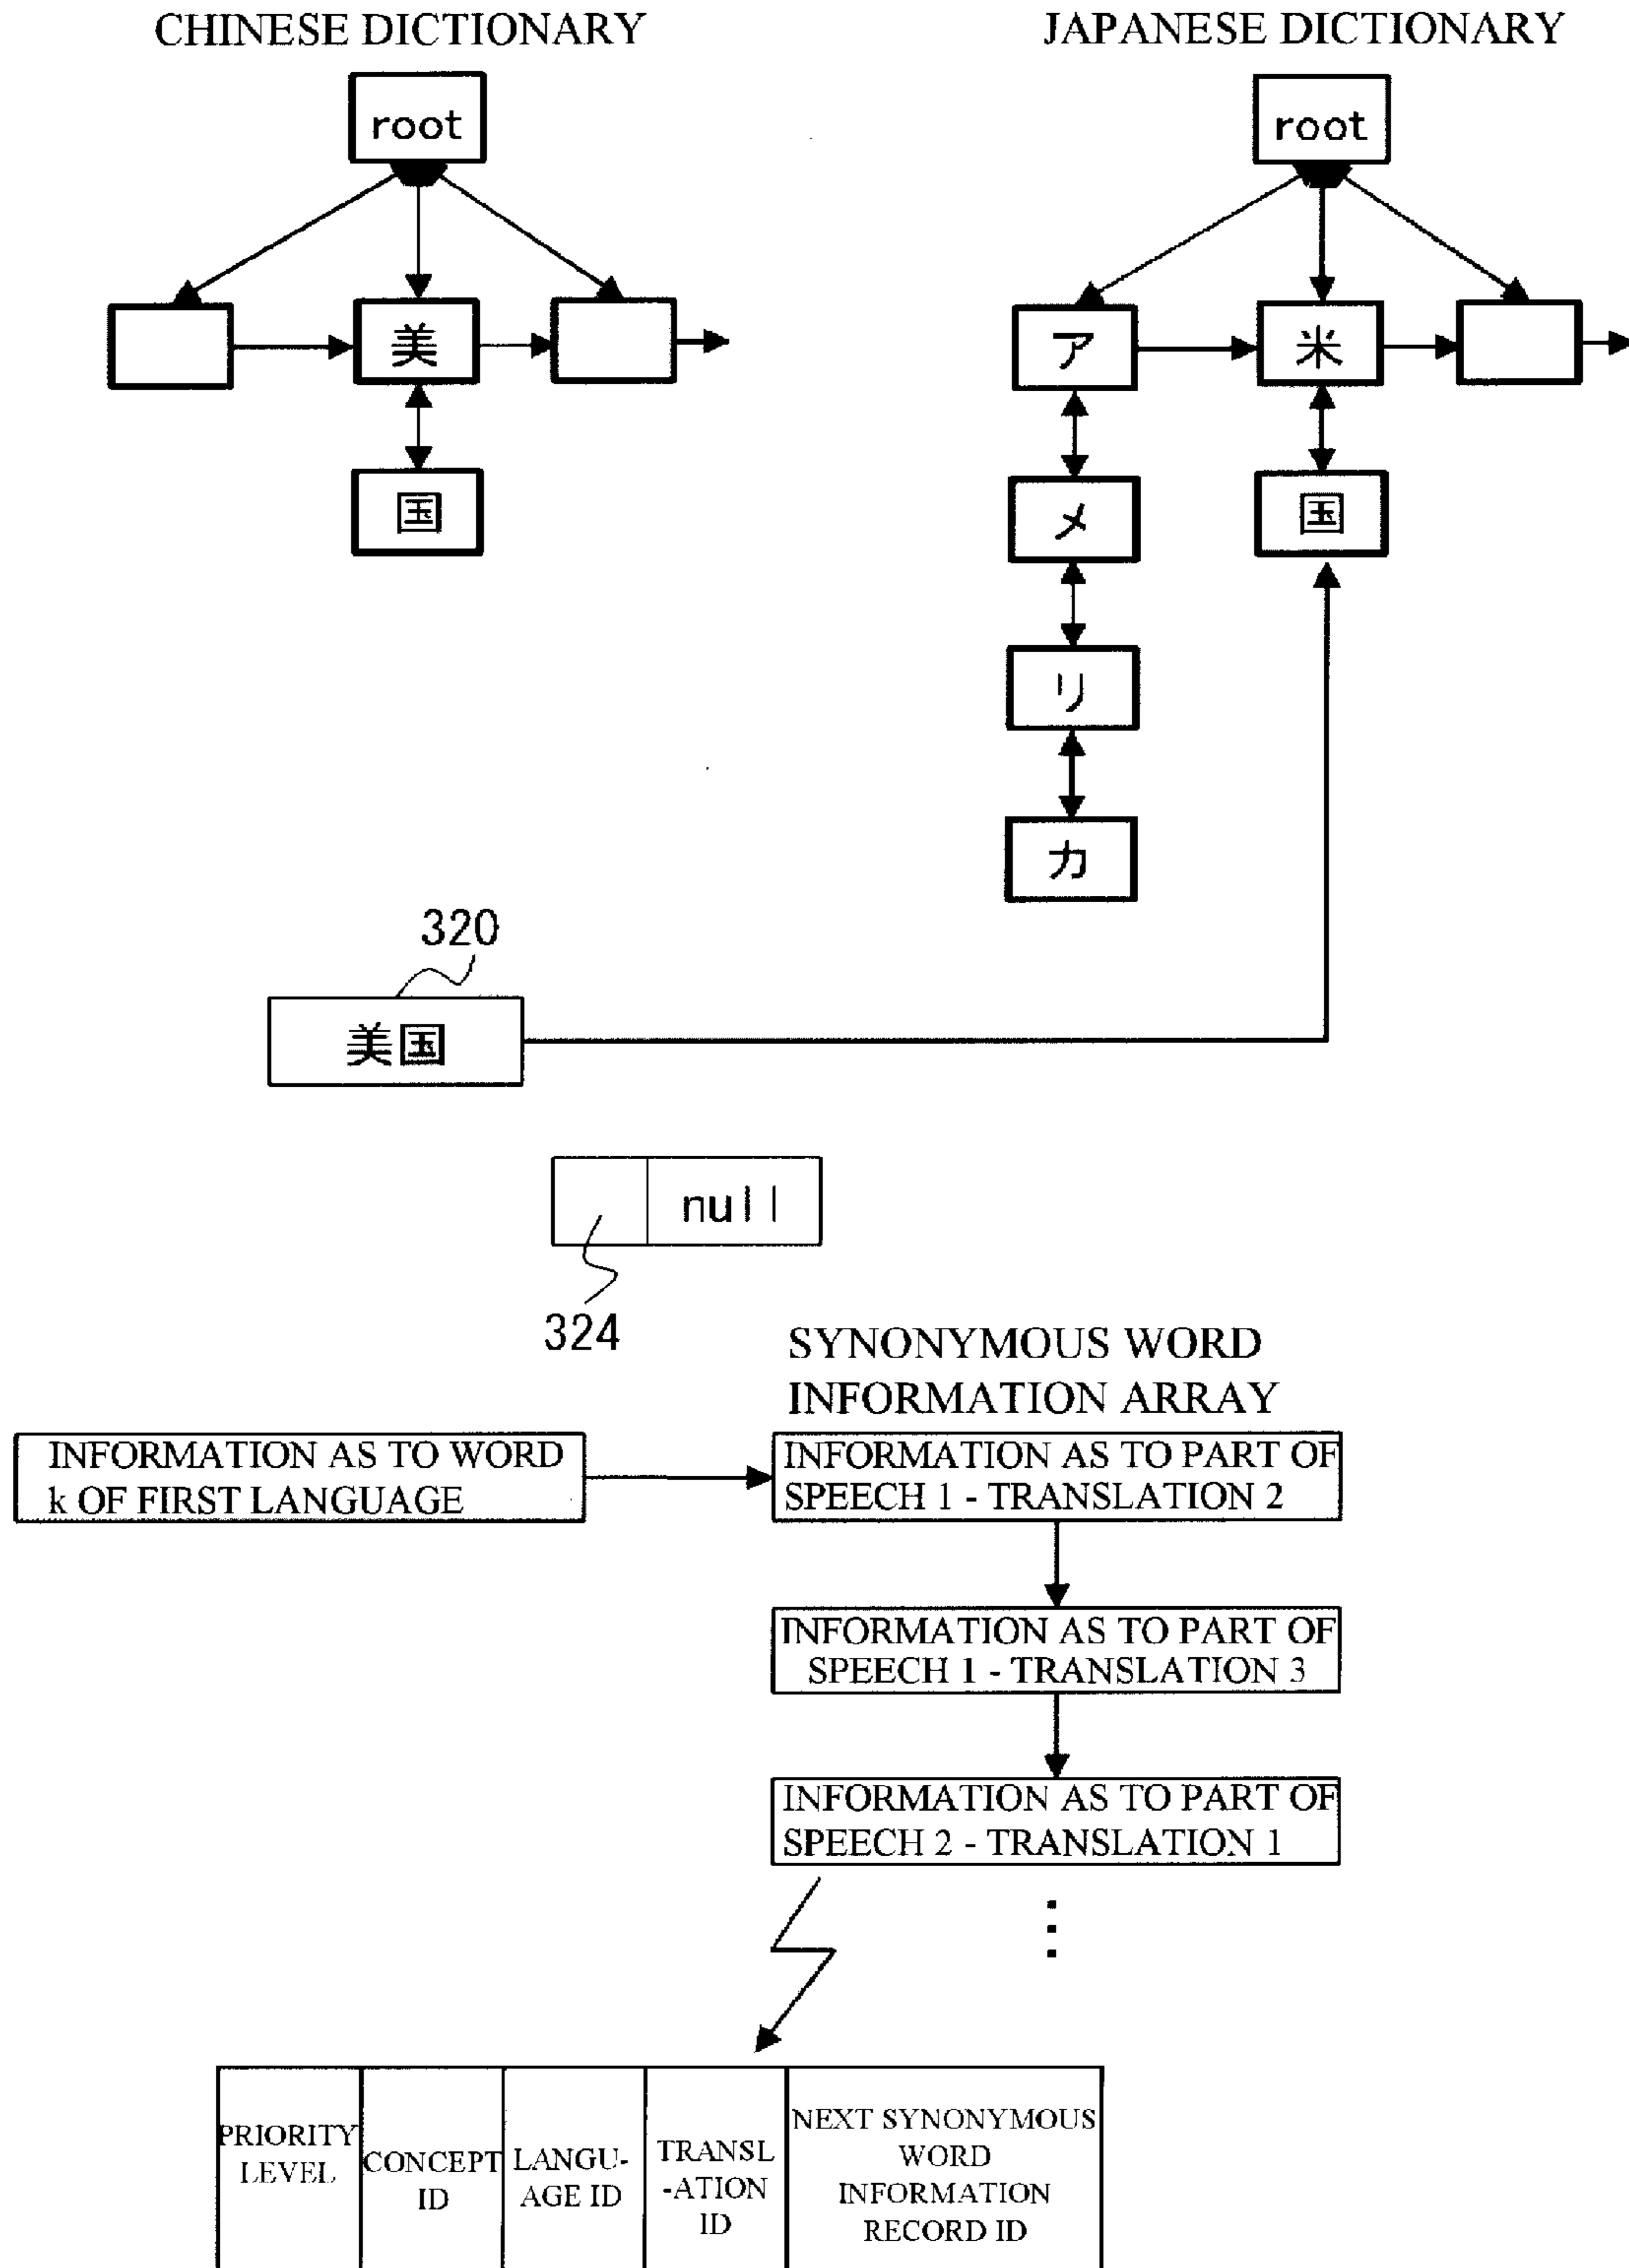 CHINESE DICTIONARY
JAPANESE DICTIONARY
root
root
美
国
ア
米
メ
国
リ
カ
320
美国
null
324
SYNONYMOUS WORD
INFORMATION ARRAY
INFORMATION AS TO WORD
k OF FIRST LANGUAGE
INFORMATION AS TO PART OF
SPEECH 1 - TRANSLATION 2
INFORMATION AS TO PART OF
SPEECH 1 - TRANSLATION 3
INFORMATION AS TO PART OF
SPEECH 2 - TRANSLATION 1
PRIORITY
LEVEL
CONCEPT
ID
LANGU-
AGE ID
TRANSL
-ATION
ID
NEXT SYNONYMOUS
WORD
INFORMATION
RECORD ID